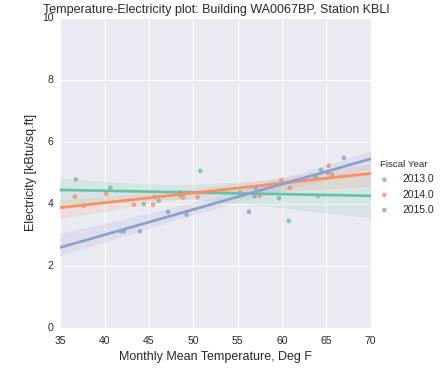 Temperature-Electricity plot: Building WA0067BP, Station KBLI
10
8
6
4
2
0
Electricity [kBtu/sq.ft]
35 40 45 50 55 60 65 70
Monthly Mean Temperature, Deg F
Fiscal Year
2013.0
2014.0
2015.0